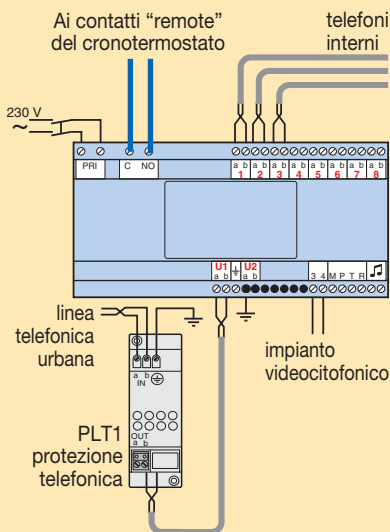 Ai contatti “remote”
del cronotermostato
telefoni
interni
230 V
~
PRI
C NO
a b a b a b a b a b a b a b a b
1 2 3 4 5 6 7 8
U1 U2
a b a b
3 4 M P T R
linea
telefonica
urbana
a b
IN
impianto
videocitofonico
PLT1
protezione
telefonica
OUT
a b